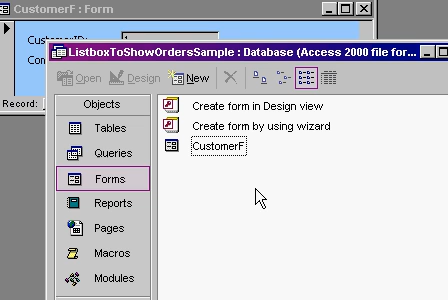 CustomerF : Form
CustomerID:
Record:
ListboxToShowOrdersSample : Database (Access 2000 file for...
Open Design New
Objects
Tables
Queries
Forms
Reports
Pages
Macros
Modules
Create form in Design view
Create form by using wizard
CustomerF